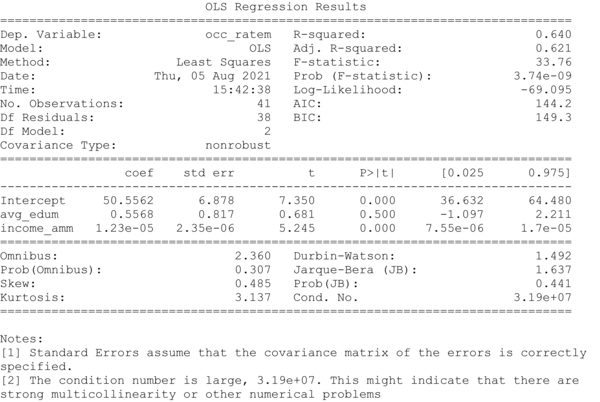 OLS Regression Results
==============================================================================
Dep. Variable: occ_ratem R-squared: 0.640
Model: OLS Adj. R-squared: 0.621
Method: Least Squares F-statistic: 33.76
Date: Thu, 05 Aug 2021 Prob (F-statistic): 3.74e-09
Time: 15:42:38 Log-Likelihood: -69.095
No. Observations: 41 AIC: 144.2
Df Residuals: 38 BIC: 149.3
Df Model: 2
Covariance Type: nonrobust
==============================================================================
coef std err t P>|t| [0.025 0.975]
------------------------------------------------------------------------------
Intercept 50.5562 6.878 7.350 0.000 36.632 64.480
avg_edum 0.5568 0.817 0.681 0.500 -1.097 2.211
income_amm 1.23e-05 2.35e-06 5.245 0.000 7.55e-06 1.7e-05
==============================================================================
Omnibus: 2.360 Durbin-Watson: 1.492
Prob(Omnibus): 0.307 Jarque-Bera (JB): 1.637
Skew: 0.485 Prob(JB): 0.441
Kurtosis: 3.137 Cond. No. 3.19e+07
==============================================================================
Notes:
[1] Standard Errors assume that the covariance matrix of the errors is correctly
specified.
[2] The condition number is large, 3.19e+07. This might indicate that there are
strong multicollinearity or other numerical problems